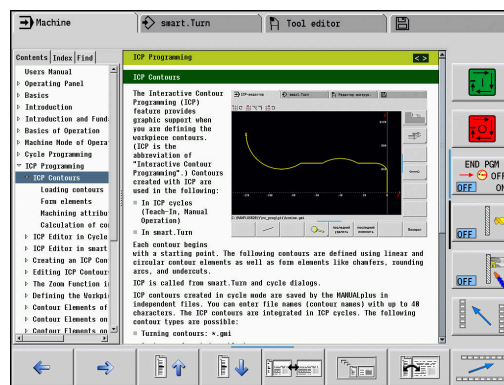 Machine
smart.Turn
Tool editor
Contents Index Find
Users Manual
Operating Panel
Basics
Introduction
Introduction and Fund
Basics of Operation
Machine Mode of Opera
Cycle Programming
ICP Programming
ICP Contours
Loading contours
Form elements
Machining attribu
Calculation of co
ICP Editor in Cycle
ICP Editor in smart
Creating an ICP Con
Editing ICP Contour
The Zoom Function i
Defining the Workpi
Contour Elements of
Contour Elements on
Contour Elements on
ICP Programming
ICP Contours
The Interactive Contour
Programming (ICP)
feature provides
graphic support when
you are defining the
workpiece contours.
(ICP is the
abbreviation of
"Interactive Contour
Programming".) Contours
created with ICP are
used in the following:
In ICP cycles
(Teach-In, Manual
Operation)
In smart.Turn
smart.Turn
Each contour begins
with a starting point. The following contours are defined using linear and
circular contour elements as well as form elements like chamfers, rounding
arcs, and undercuts.
ICP is called from smart.Turn and cycle dialogs.
ICP contours created in cycle mode are saved by the MANUALplus in
independent files. You can enter file names (contour names) with up to 40
characters. The ICP contours are integrated in ICP cycles. The following
contour types are possible:
Turning contours: *.gmi
END PGM
OFF
OFF
ON
OFF
OFF